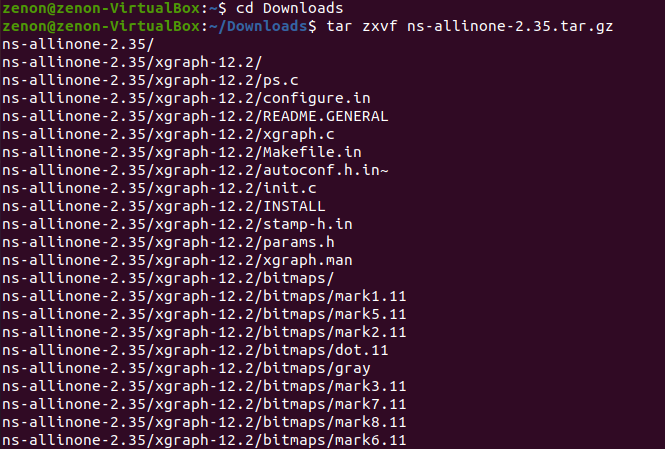 zenon@zenon-VirtualBox:~$ cd Downloads
zenon@zenon-VirtualBox:~/Downloads$ tar zxvf ns-allinone-2.35.tar.gz
ns-allinone-2.35/
ns-allinone-2.35/xgraph-12.2/
ns-allinone-2.35/xgraph-12.2/ps.c
ns-allinone-2.35/xgraph-12.2/configure.in
ns-allinone-2.35/xgraph-12.2/README.GENERAL
ns-allinone-2.35/xgraph-12.2/xgraph.c
ns-allinone-2.35/xgraph-12.2/Makefile.in
ns-allinone-2.35/xgraph-12.2/autoconf.h.in~
ns-allinone-2.35/xgraph-12.2/init.c
ns-allinone-2.35/xgraph-12.2/INSTALL
ns-allinone-2.35/xgraph-12.2/stamp-h.in
ns-allinone-2.35/xgraph-12.2/params.h
ns-allinone-2.35/xgraph-12.2/xgraph.man
ns-allinone-2.35/xgraph-12.2/bitmaps/
ns-allinone-2.35/xgraph-12.2/bitmaps/mark1.11
ns-allinone-2.35/xgraph-12.2/bitmaps/mark5.11
ns-allinone-2.35/xgraph-12.2/bitmaps/mark2.11
ns-allinone-2.35/xgraph-12.2/bitmaps/dot.11
ns-allinone-2.35/xgraph-12.2/bitmaps/gray
ns-allinone-2.35/xgraph-12.2/bitmaps/mark3.11
ns-allinone-2.35/xgraph-12.2/bitmaps/mark7.11
ns-allinone-2.35/xgraph-12.2/bitmaps/mark8.11
ns-allinone-2.35/xgraph-12.2/bitmaps/mark6.11